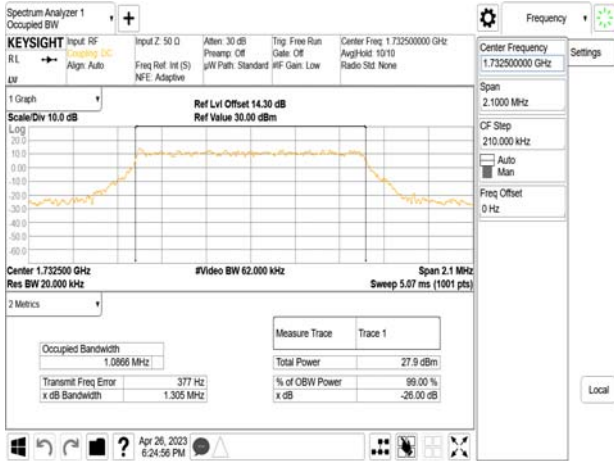 Spectrum Analyzer 1
Occupied BW
Frequency
KEYSIGHT
RL
Input: RF
Coupling: DC
Align: Auto
Input Z: 50 Ω
Freq Ref: Int (S)
NFE: Adaptive
Atten: 30 dB
Preamp: Off
µW Path: Standard
Trig: Free Run
Gate: Off
#IF Gain: Low
Center Freq: 1.732500000 GHz
Avg|Hold: 10/10
Radio Std: None
Center Frequency
1.732500000 GHz
Settings
Span
2.1000 MHz
CF Step
210.000 kHz
Auto
Man
Freq Offset
0 Hz
Local
1 Graph
Scale/Div 10.0 dB
Ref Lvl Offset 14.30 dB
Ref Value 30.00 dBm
Log
20.0
10.0
0.00
-10.0
-20.0
-30.0
-40.0
-50.0
-60.0
Center 1.732500 GHz
#Video BW 62.000 kHz
Span 2.1 MHz
Res BW 20.000 kHz
Sweep 5.07 ms (1001 pts)
2 Metrics
Measure Trace
Trace 1
Occupied Bandwidth
1.0866 MHz
Total Power
27.9 dBm
Transmit Freq Error
377 Hz
% of OBW Power
99.00 %
x dB Bandwidth
1.305 MHz
x dB
-26.00 dB
?
Apr 26, 2023
6:24:56 PM